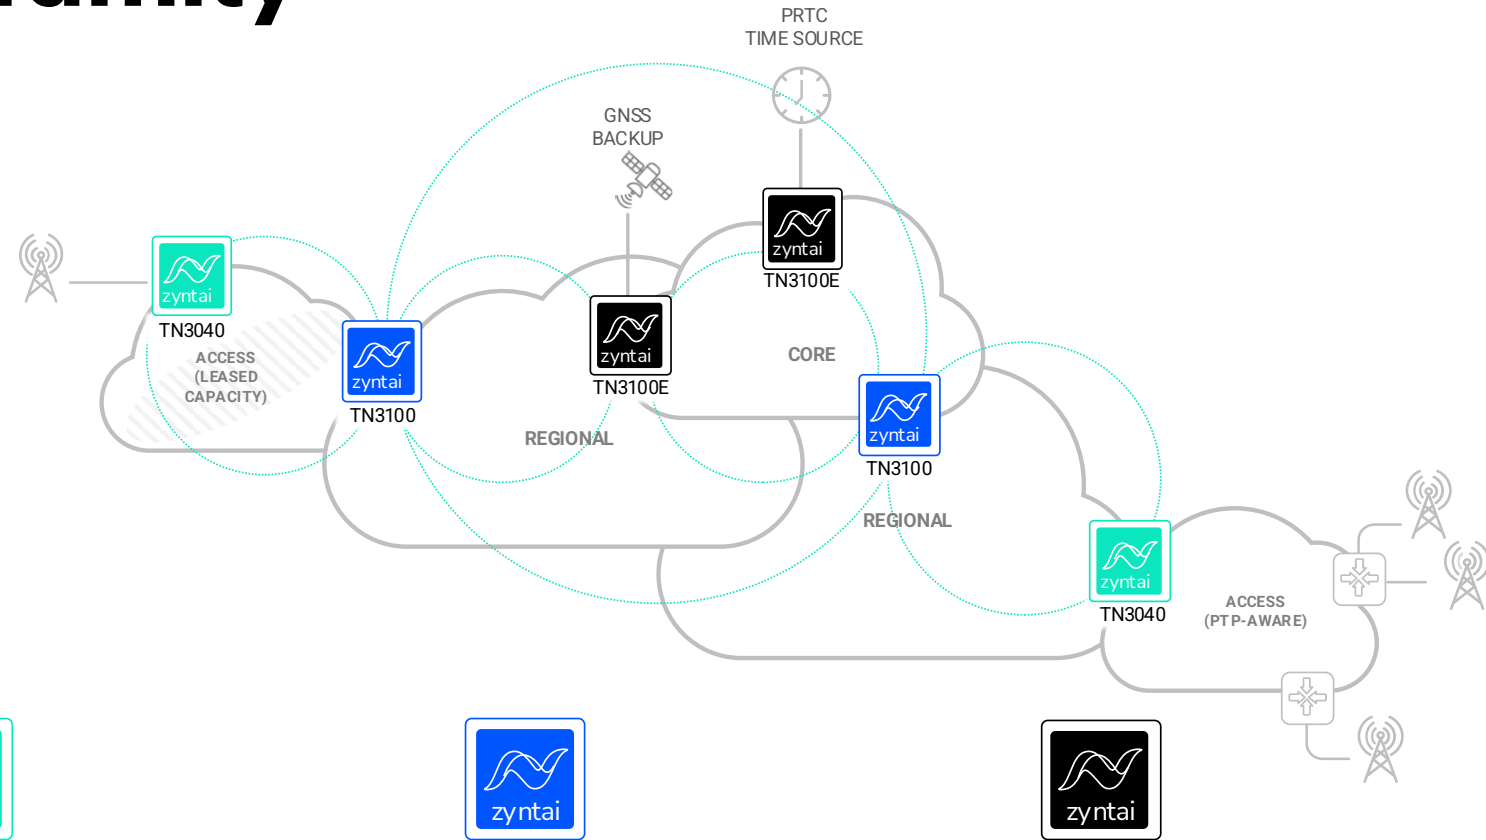 family
PRTC
TIME SOURCE
GNSS
BACKUP
zyntai
TN3100E
zyntai
TN3040
zyntai
TN3100E
zyntai
TN3100
ACCESS
(LEASED
CAPACITY)
CORE
zyntai
TN3100
REGIONAL
REGIONAL
zyntai
TN3040
ACCESS
(PTP-AWARE)
zyntai
zyntai